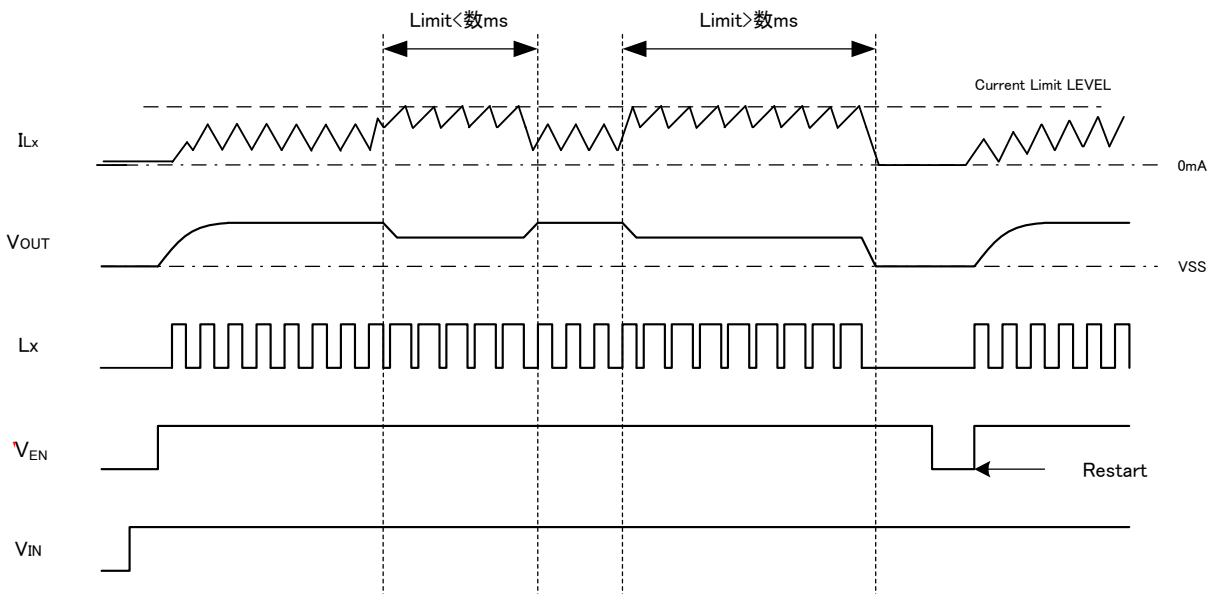 Limit<数ms
Limit>数ms
Current Limit LEVEL
ILx
0mA
VOUT
VSS
Lx
VEN
Restart
VIN